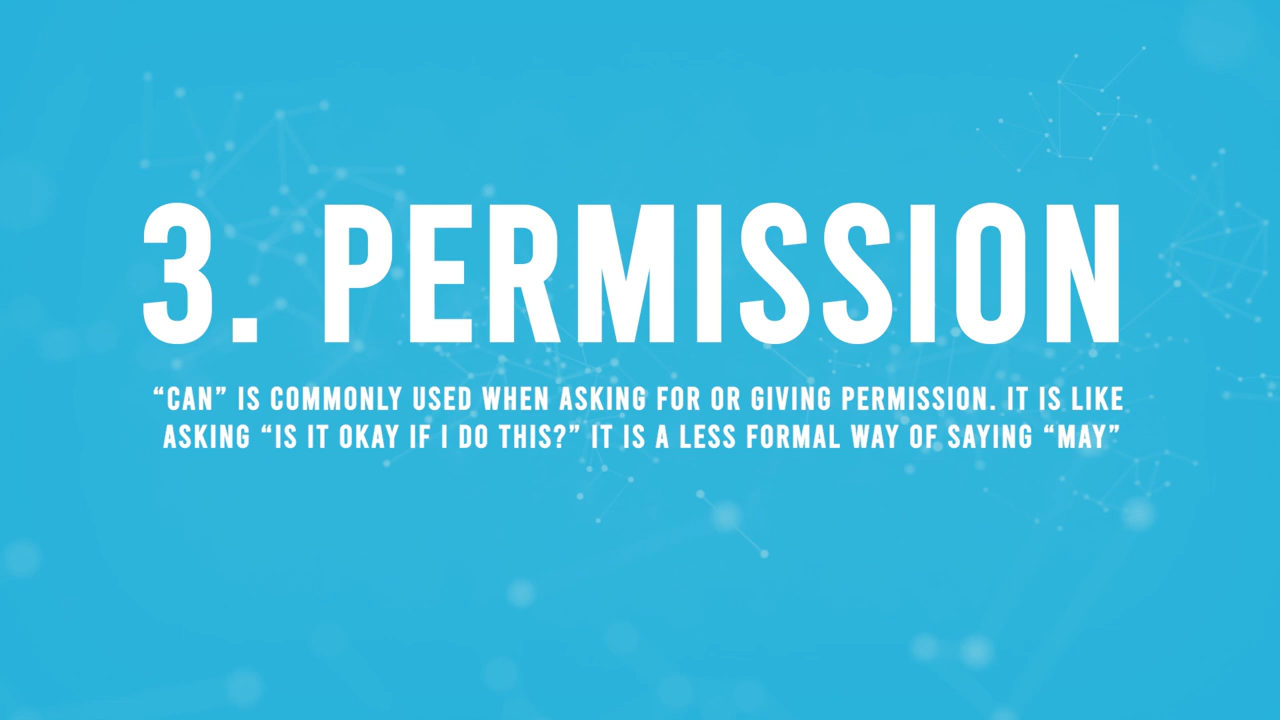 3. PERMISSION
“CAN” IS COMMONLY USED WHEN ASKING FOR OR GIVING PERMISSION. IT IS LIKE
ASKING “IS IT OKAY IF I DO THIS?” IT IS A LESS FORMAL WAY OF SAYING “MAY”